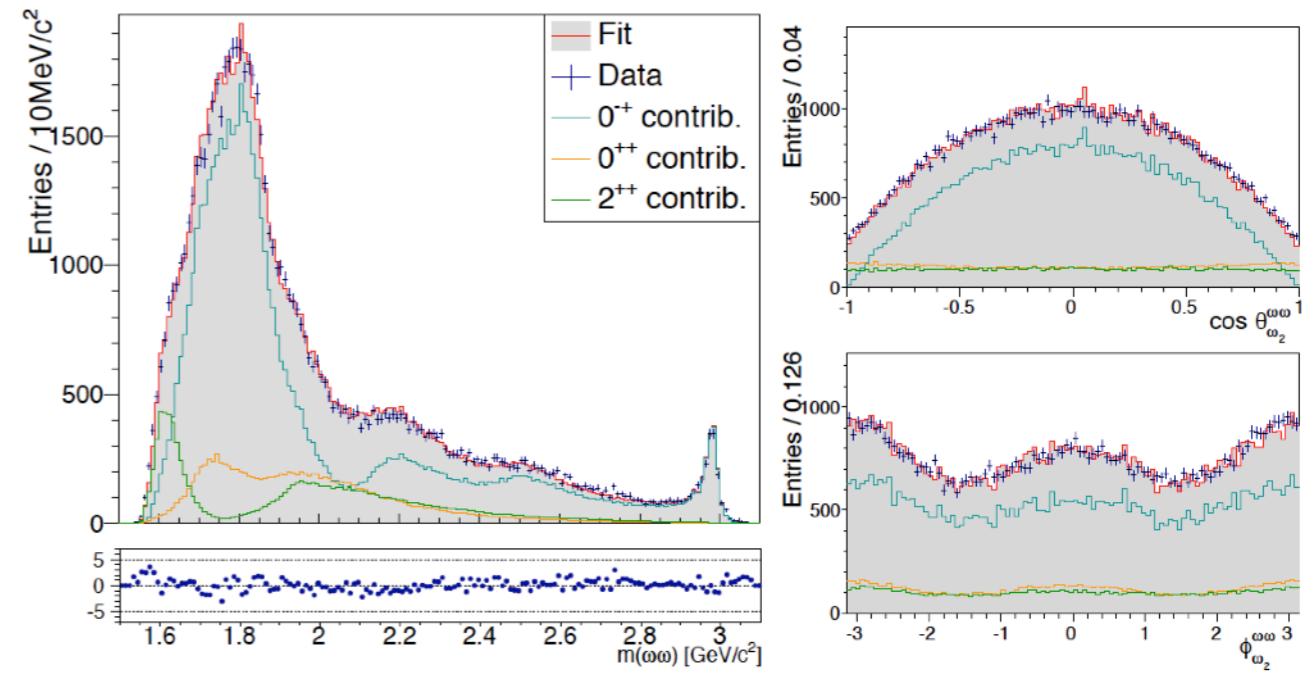 Entries / 10MeV/c²
1500
1000
500
0
Fit
Data
0⁻⁺ contrib.
0⁺⁺ contrib.
2⁺⁺ contrib.
5
0
-5
1.6 1.8 2 2.2 2.4 2.6 2.8 3
m(ωω) [GeV/c²]
Entries / 0.04
1000
500
0
-1 -0.5 0 0.5 1
cos θ^ωω_ω₂
Entries / 0.126
1000
500
0
-3 -2 -1 0 1 2 3
ϕ^ωω_ω₂